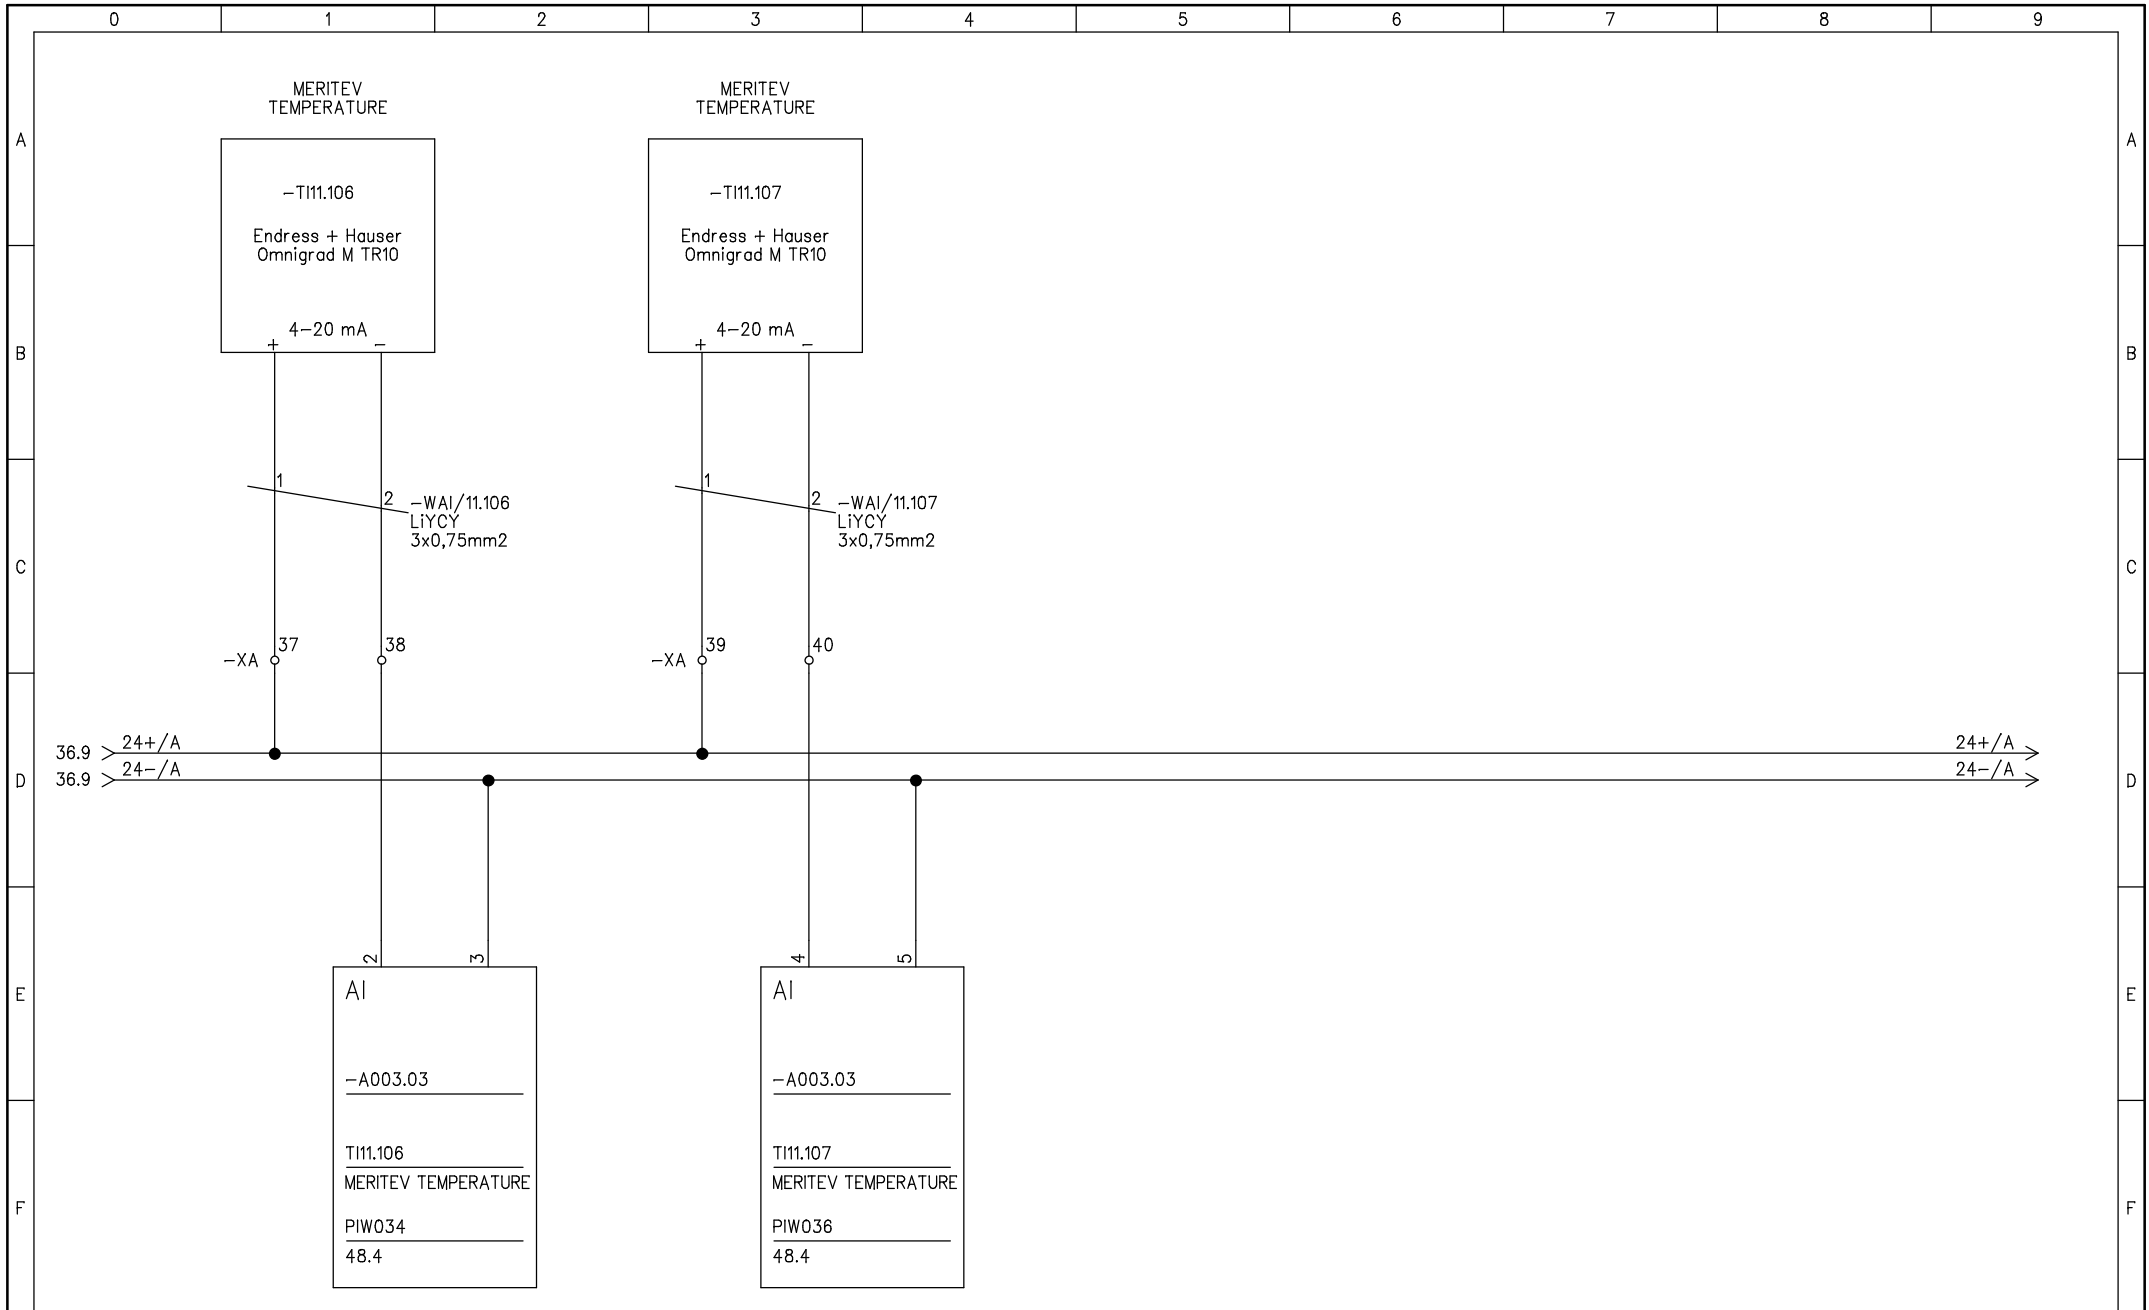 0 1 2 3 4 5 6 7 8 9
MERITEV
TEMPERATURE
MERITEV
TEMPERATURE
A
A
–TI11.106
–TI11.107
Endress + Hauser
Omnigrad M TR10
Endress + Hauser
Omnigrad M TR10
4–20 mA
4–20 mA
+ –
+ –
B
B
1
2
–WAI/11.106
LiYCY
3x0,75mm2
1
2
–WAI/11.107
LiYCY
3x0,75mm2
C
C
–XA 37 38
–XA 39 40
36.9 24+/A
24+/A
36.9 24–/A
24–/A
D
D
2 3
4 5
AI
AI
E
E
–A003.03
–A003.03
TI11.106
MERITEV TEMPERATURE
TI11.107
MERITEV TEMPERATURE
F
F
PIW034
48.4
PIW036
48.4